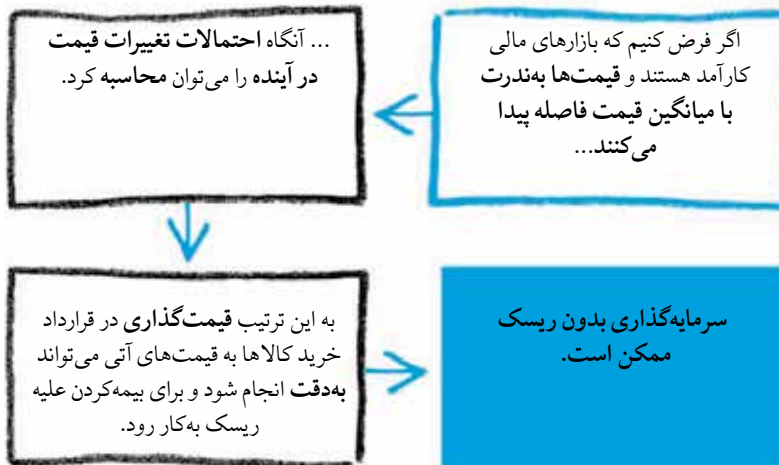 اگر فرض کنیم که بازارهای مالی
کارآمد هستند و قیمت‌ها به‌ندرت
با میانگین قیمت فاصله پیدا
می‌کنند...
... آنگاه احتمالات تغییرات قیمت
در آینده را می‌توان محاسبه کرد.
به این ترتیب قیمت‌گذاری در قرارداد
خرید کالاها به قیمت‌های آتی می‌تواند
به‌دقت انجام شود و برای بیمه‌کردن علیه
ریسک به‌کار رود.
سرمایه‌گذاری بدون ریسک
ممکن است.